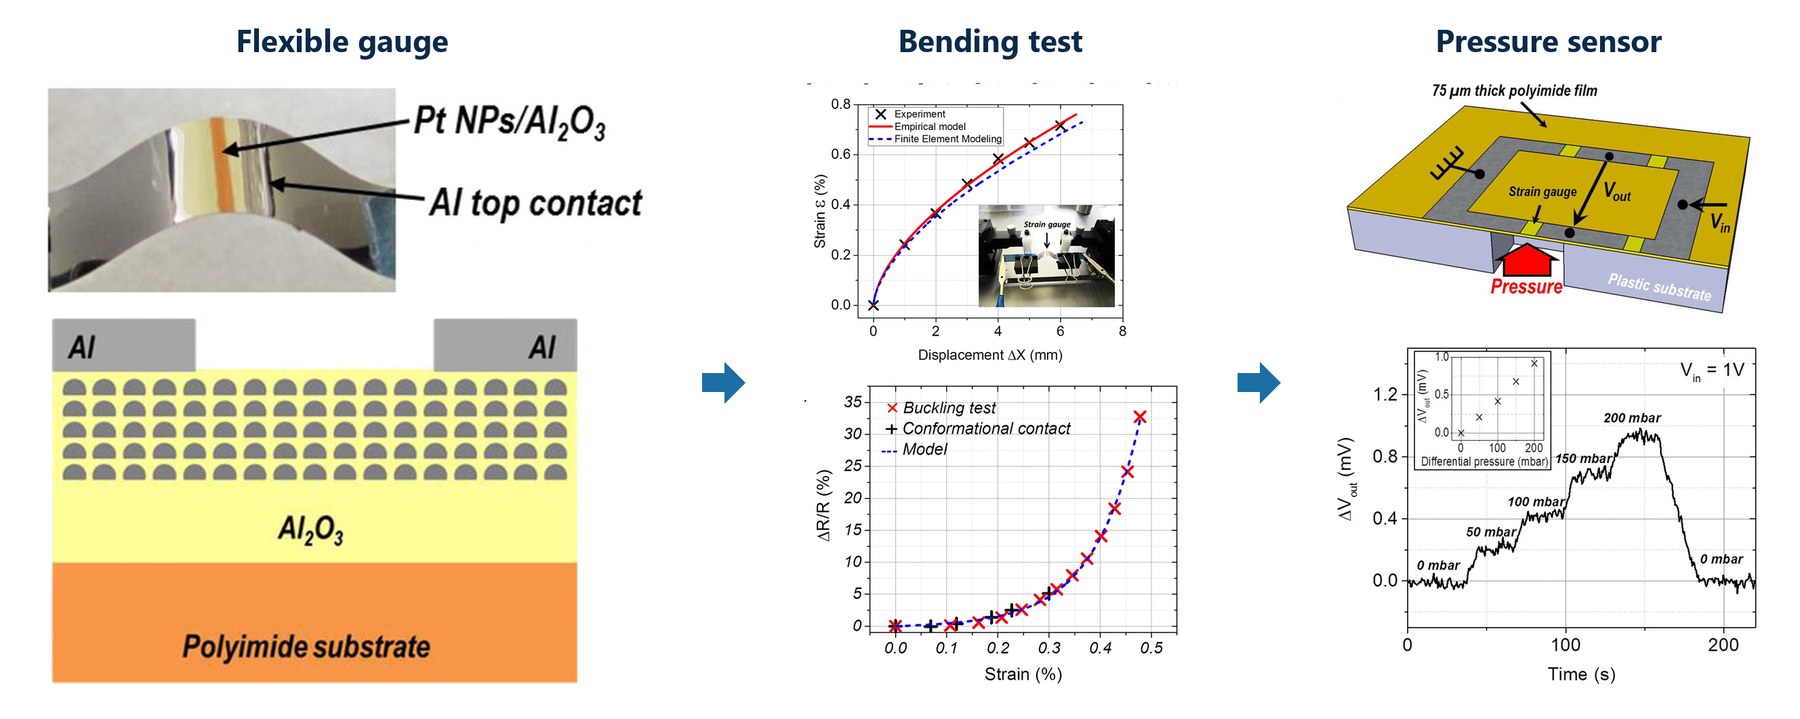 Flexible gauge
Pt NPs/Al₂O₃
Al top contact
Al
Al
Al₂O₃
Polyimide substrate
Bending test
0.8
0.6
0.4
0.2
0.0
Strain ε (%)
Experiment
Empirical model
Finite Element Modeling
Strain gauge
0 2 4 6 8
Displacement ΔX (mm)
35
30
25
20
15
10
5
0
ΔR/R (%)
Buckling test
Conformational contact
Model
0.0 0.1 0.2 0.3 0.4 0.5
Strain (%)
Pressure sensor
75 µm thick polyimide film
Strain gauge
Vout
Vin
Pressure
Plastic substrate
1.2
0.8
0.4
0.0
ΔVout (mV)
1.0
0.5
0.0
ΔVout (mV)
0 100 200
Differential pressure (mbar)
Vin = 1V
0 mbar
50 mbar
100 mbar
150 mbar
200 mbar
0 mbar
0 100 200
Time (s)